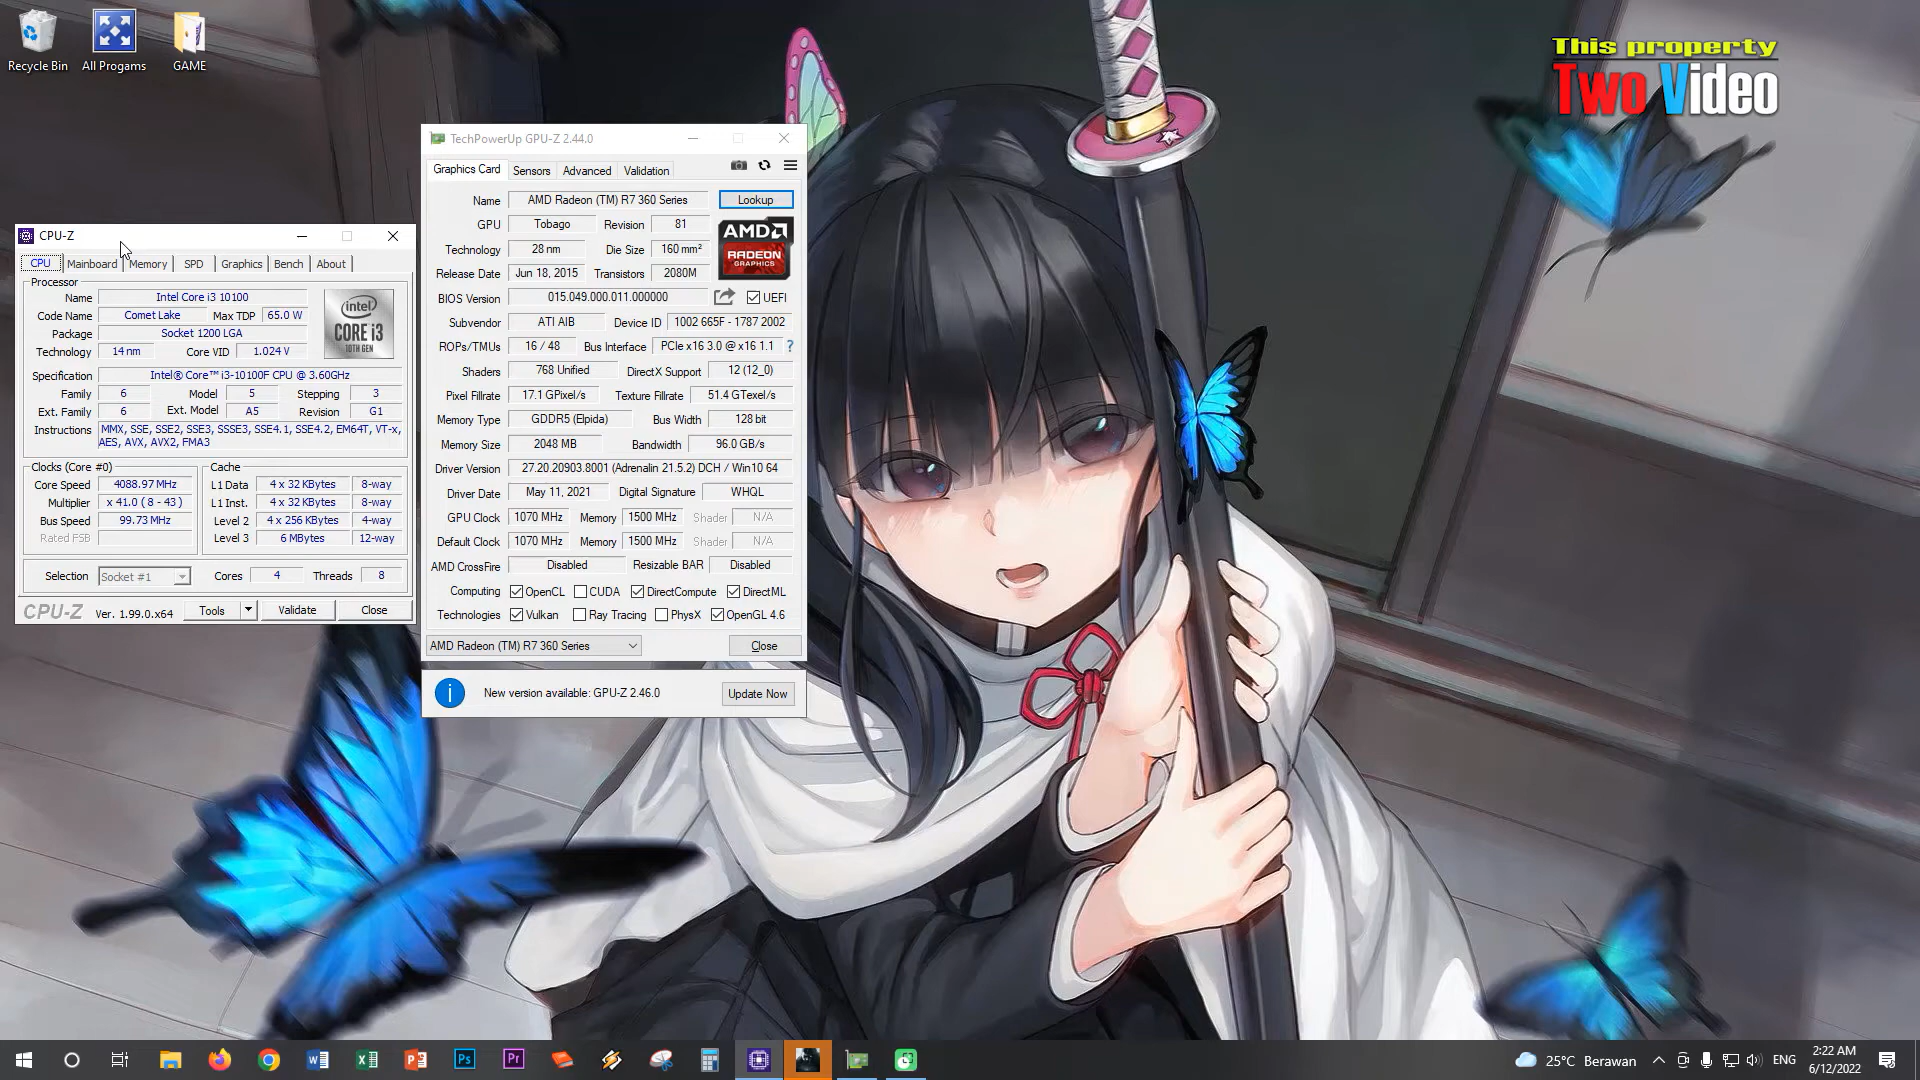 Recycle Bin
All Progams
GAME
This property
Two Video
CPU-Z
CPU Mainboard Memory SPD Graphics Bench About
Processor
Name Intel Core i3 10100
Code Name Comet Lake Max TDP 65.0 W
Package Socket 1200 LGA
Technology 14 nm Core VID 1.024 V
intel
CORE i3
10TH GEN
Specification Intel® Core™ i3-10100F CPU @ 3.60GHz
Family 6 Model 5 Stepping 3
Ext. Family 6 Ext. Model A5 Revision G1
Instructions MMX, SSE, SSE2, SSE3, SSSE3, SSE4.1, SSE4.2, EM64T, VT-x,
AES, AVX, AVX2, FMA3
Clocks (Core #0)
Core Speed 4088.97 MHz
Multiplier x 41.0 ( 8 - 43 )
Bus Speed 99.73 MHz
Rated FSB
Cache
L1 Data 4 x 32 KBytes 8-way
L1 Inst. 4 x 32 KBytes 8-way
Level 2 4 x 256 KBytes 4-way
Level 3 6 MBytes 12-way
Selection Socket #1 Cores 4 Threads 8
CPU-Z Ver. 1.99.0.x64 Tools Validate Close
TechPowerUp GPU-Z 2.44.0
Graphics Card Sensors Advanced Validation
Name AMD Radeon (TM) R7 360 Series Lookup
GPU Tobago Revision 81
Technology 28 nm Die Size 160 mm²
Release Date Jun 18, 2015 Transistors 2080M
AMD
RADEON
GRAPHICS
BIOS Version 015.049.000.011.000000 UEFI
Subvendor ATI AIB Device ID 1002 665F - 1787 2002
ROPs/TMUs 16 / 48 Bus Interface PCIe x16 3.0 @ x16 1.1 ?
Shaders 768 Unified DirectX Support 12 (12_0)
Pixel Fillrate 17.1 GPixel/s Texture Fillrate 51.4 GTexel/s
Memory Type GDDR5 (Elpida) Bus Width 128 bit
Memory Size 2048 MB Bandwidth 96.0 GB/s
Driver Version 27.20.20903.8001 (Adrenalin 21.5.2) DCH / Win10 64
Driver Date May 11, 2021 Digital Signature WHQL
GPU Clock 1070 MHz Memory 1500 MHz Shader N/A
Default Clock 1070 MHz Memory 1500 MHz Shader N/A
AMD CrossFire Disabled Resizable BAR Disabled
Computing OpenCL CUDA DirectCompute DirectML
Technologies Vulkan Ray Tracing PhysX OpenGL 4.6
AMD Radeon (TM) R7 360 Series Close
New version available: GPU-Z 2.46.0 Update Now
Ps
Pr
25°C Berawan
ENG
2:22 AM
6/12/2022